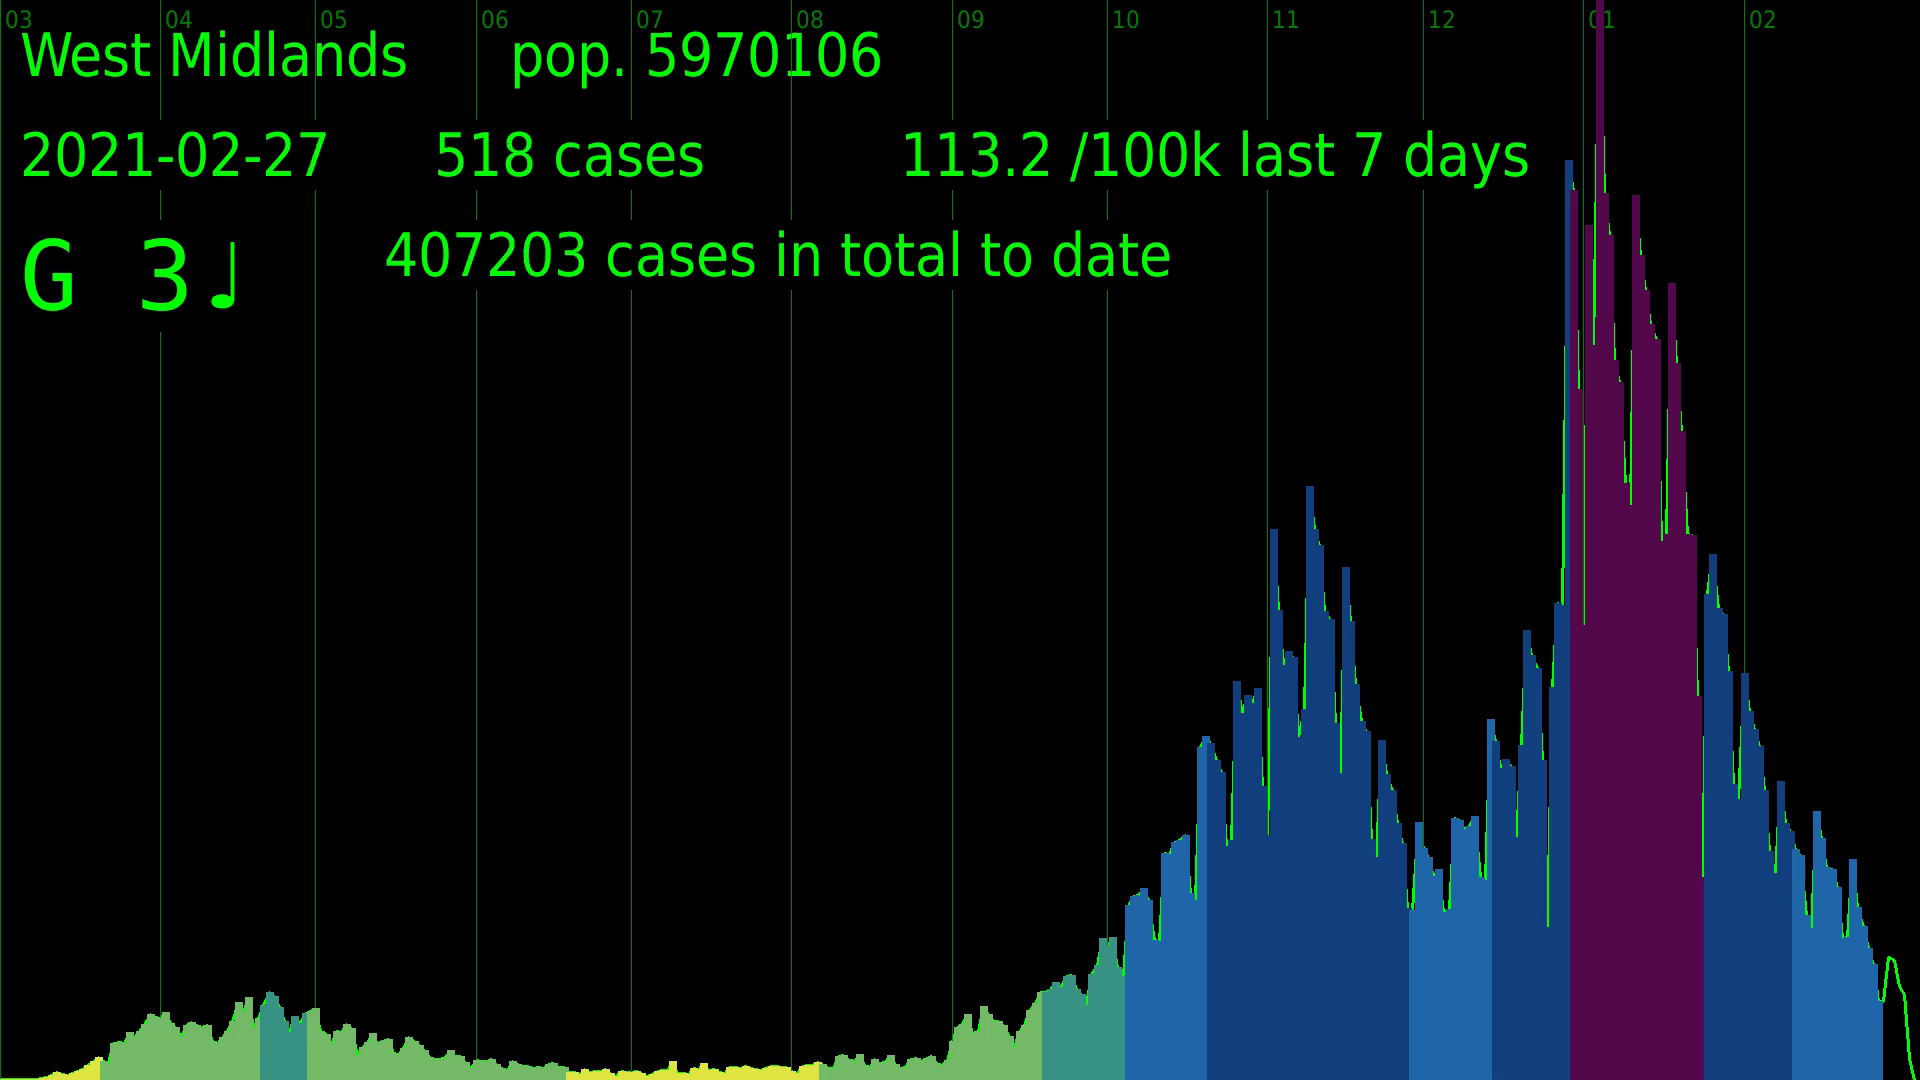 03 04 05 06 07 08 09 10 11 12 01 02
West Midlands pop. 5970106
2021-02-27 518 cases 113.2 /100k last 7 days
G 3♩ 407203 cases in total to date